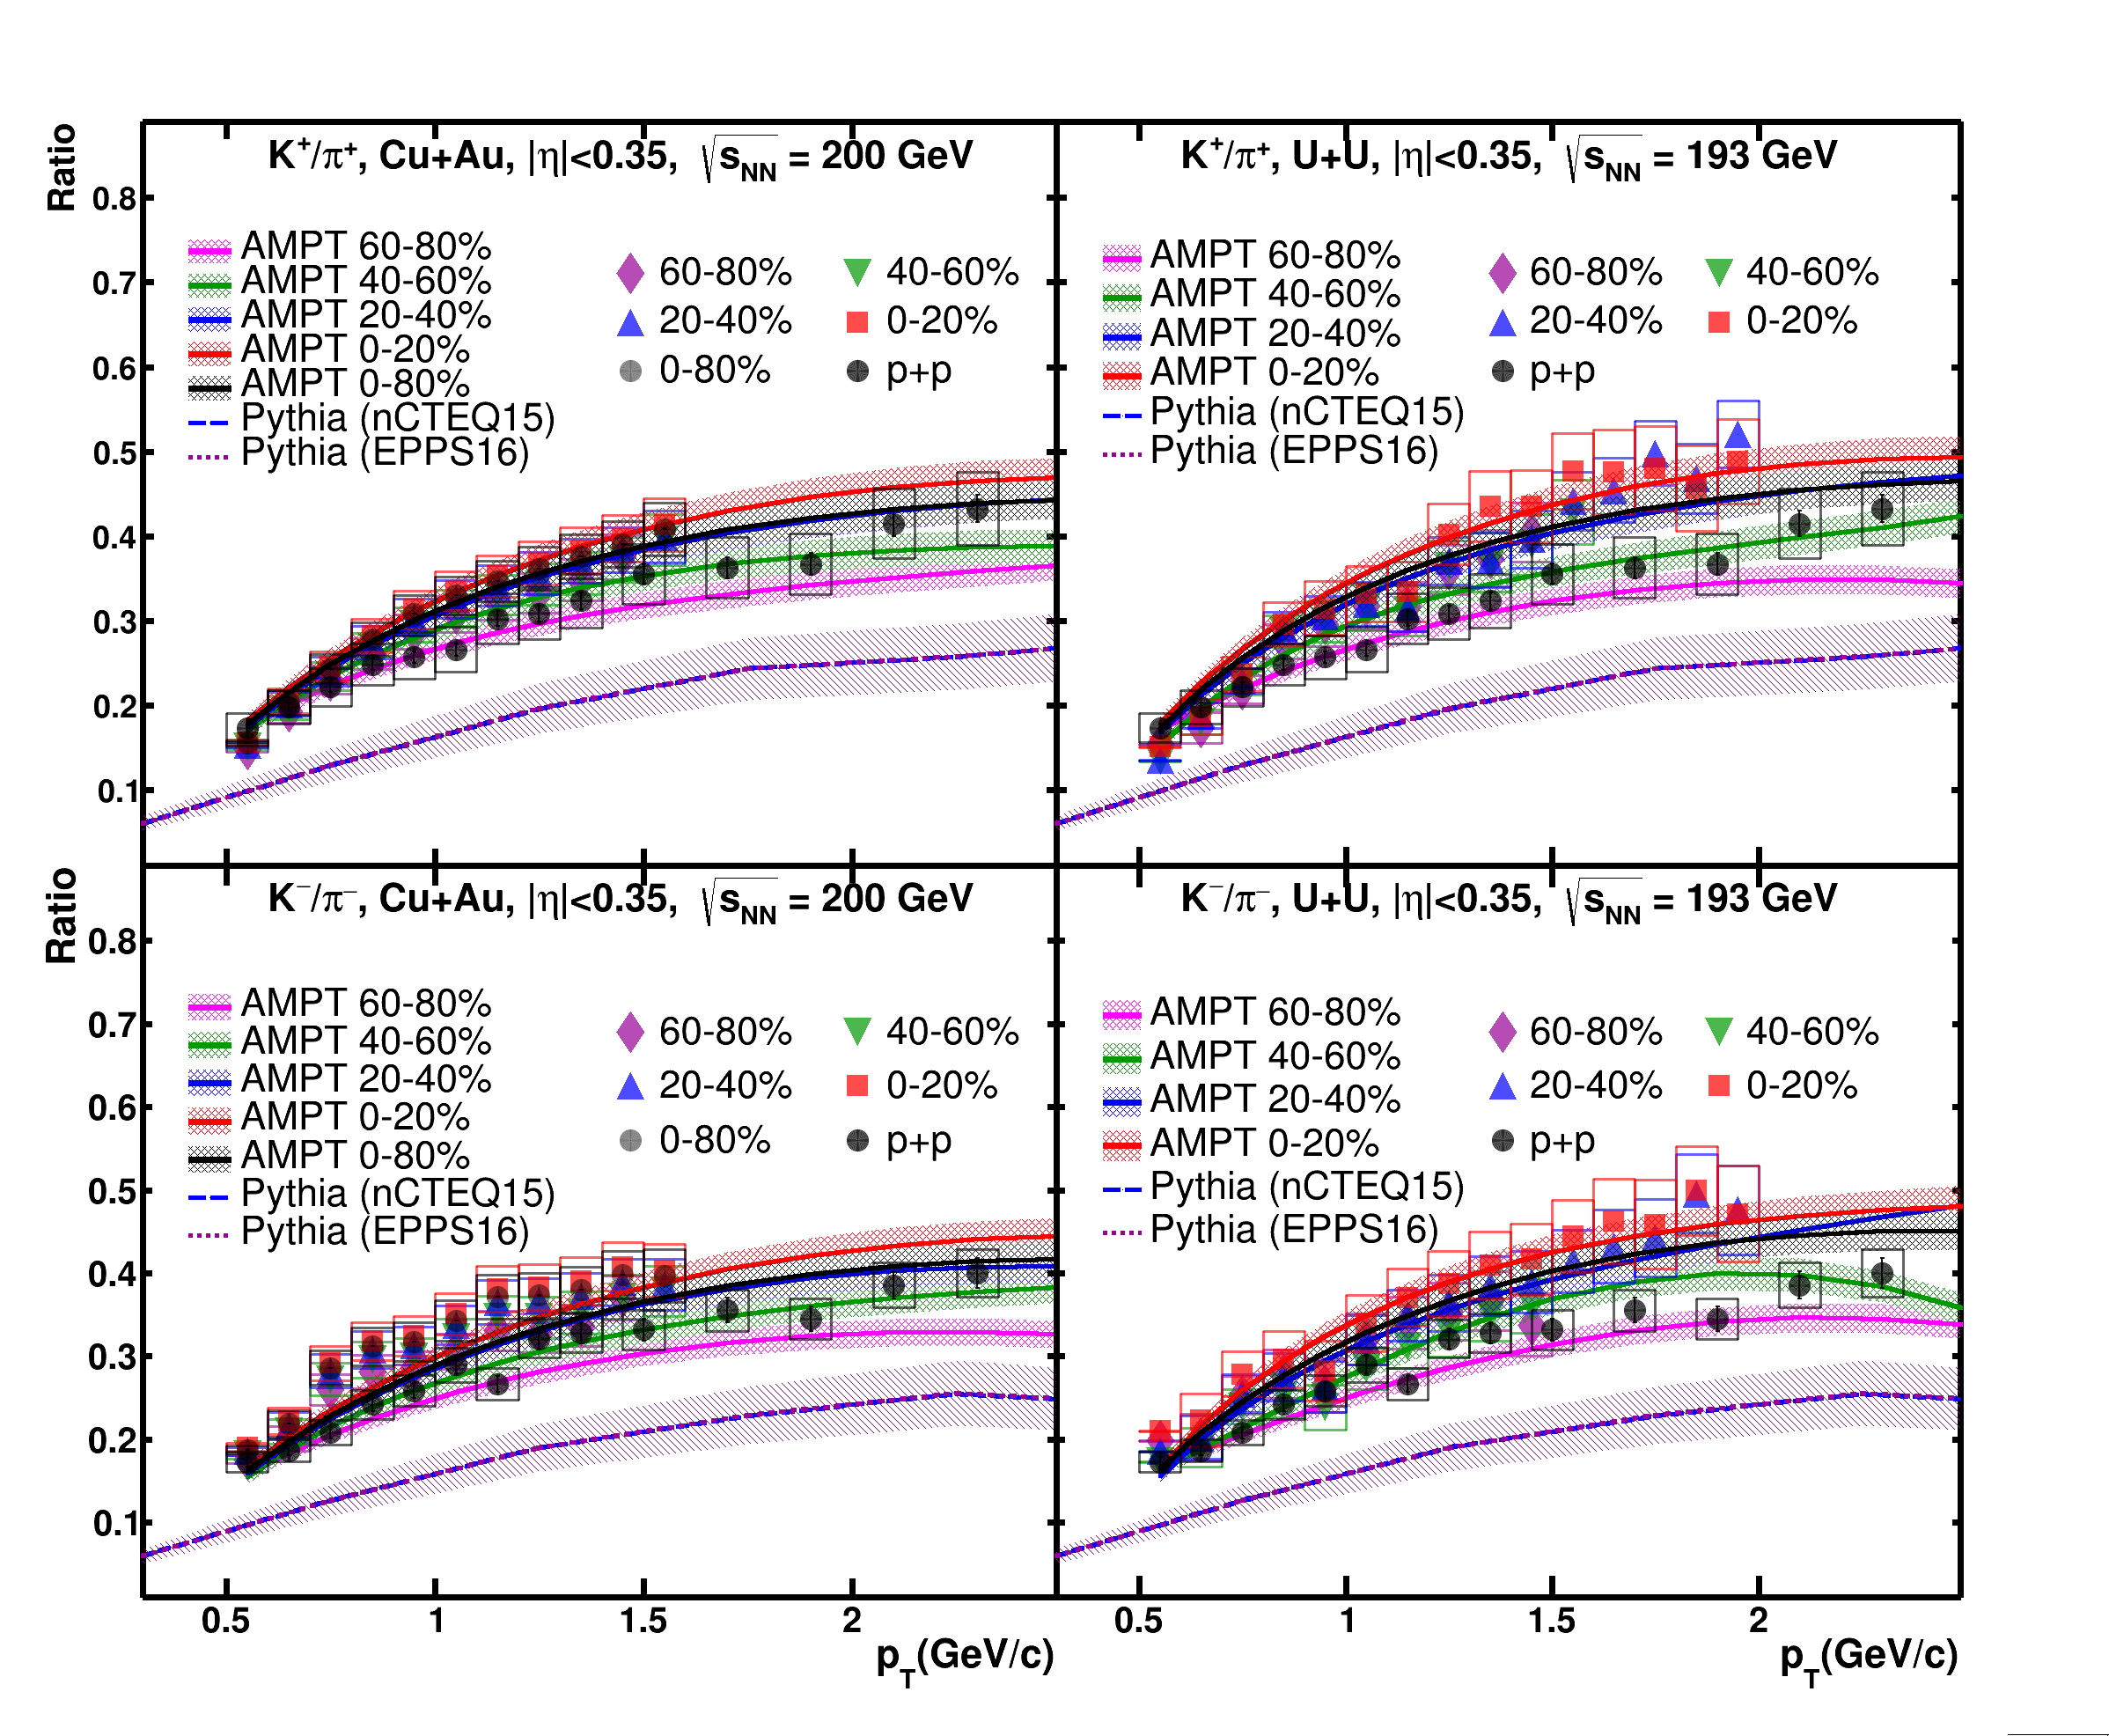 Ratio
K⁺/π⁺, Cu+Au, |η|<0.35, √sNN = 200 GeV
0.8
0.7
0.6
0.5
0.4
0.3
0.2
0.1
AMPT 60-80%
AMPT 40-60%
AMPT 20-40%
AMPT 0-20%
AMPT 0-80%
Pythia (nCTEQ15)
Pythia (EPPS16)
60-80%
40-60%
20-40%
0-20%
0-80%
p+p
K⁺/π⁺, U+U, |η|<0.35, √sNN = 193 GeV
AMPT 60-80%
AMPT 40-60%
AMPT 20-40%
AMPT 0-20%
Pythia (nCTEQ15)
Pythia (EPPS16)
60-80%
40-60%
20-40%
0-20%
p+p
Ratio
K⁻/π⁻, Cu+Au, |η|<0.35, √sNN = 200 GeV
0.8
0.7
0.6
0.5
0.4
0.3
0.2
0.1
AMPT 60-80%
AMPT 40-60%
AMPT 20-40%
AMPT 0-20%
AMPT 0-80%
Pythia (nCTEQ15)
Pythia (EPPS16)
60-80%
40-60%
20-40%
0-20%
0-80%
p+p
0.5 1 1.5 2
pT(GeV/c)
K⁻/π⁻, U+U, |η|<0.35, √sNN = 193 GeV
AMPT 60-80%
AMPT 40-60%
AMPT 20-40%
AMPT 0-20%
Pythia (nCTEQ15)
Pythia (EPPS16)
60-80%
40-60%
20-40%
0-20%
p+p
0.5 1 1.5 2
pT(GeV/c)